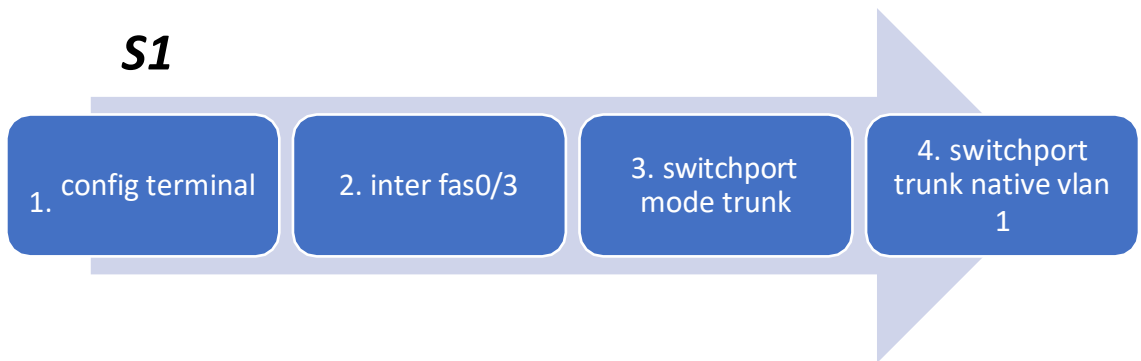 S1
1. config terminal
2. inter fas0/3
3. switchport
mode trunk
4. switchport
trunk native vlan
1